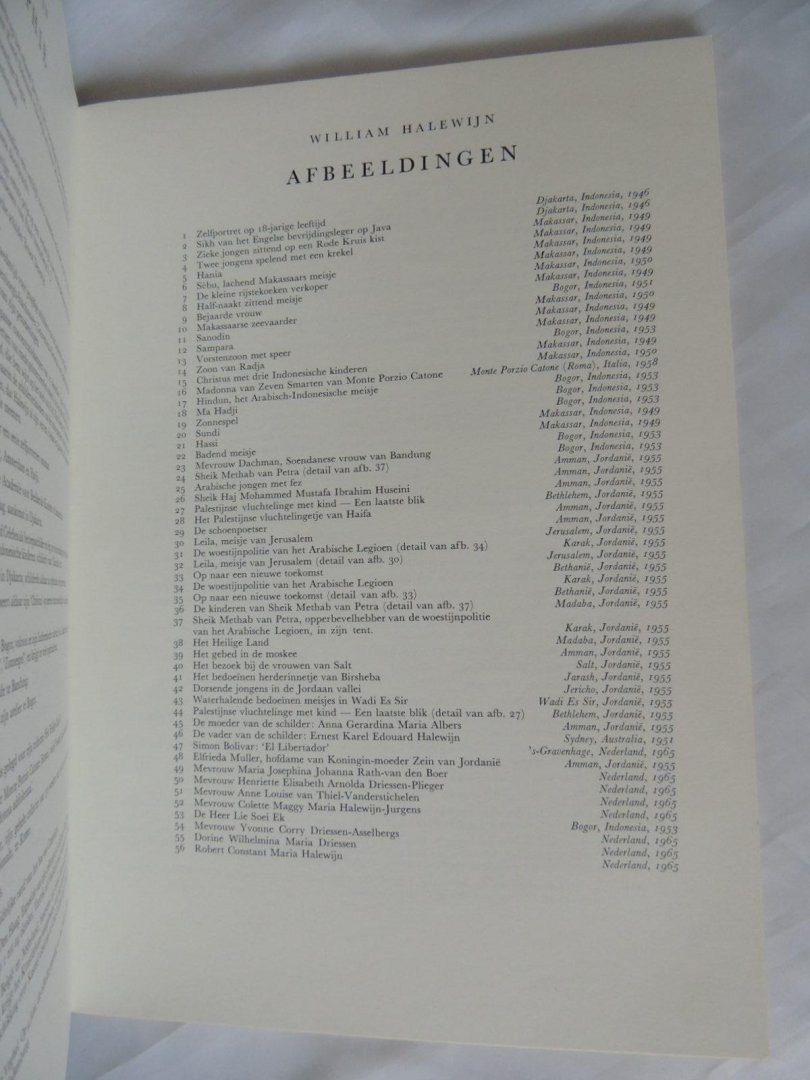 WILLIAM HALEWIJN
AFBEELDINGEN
1 Zelfportret op 18-jarige leeftijd Djakarta, Indonesia, 1946
2 Sikh van het Engelse bevrijdingsleger op Java Djakarta, Indonesia, 1946
3 Zieke jongen zittend op een Rode Kruis kist Makassar, Indonesia, 1949
4 Twee jongens spelend met een krekel Makassar, Indonesia, 1949
5 Hania Makassar, Indonesia, 1949
6 Sèbu, lachend Makassaars meisje Makassar, Indonesia, 1949
7 De kleine rijstekoeken verkoper Makassar, Indonesia, 1950
8 Half-naakt zittend meisje Makassar, Indonesia, 1949
9 Bejaarde vrouw Bogor, Indonesia, 1951
10 Makassaarse zeevaarder Makassar, Indonesia, 1950
11 Sanodin Makassar, Indonesia, 1949
12 Sampara Makassar, Indonesia, 1949
13 Vorstenzoon met speer Bogor, Indonesia, 1953
14 Zoon van Radja Makassar, Indonesia, 1949
15 Christus met drie Indonesische kinderen Makassar, Indonesia, 1950
16 Madonna van Zeven Smarten van Monte Porzio Catone Monte Porzio Catone (Roma), Italia, 1958
17 Hindun, het Arabisch-Indonesische meisje Bogor, Indonesia, 1953
18 Ma Hadji Bogor, Indonesia, 1953
19 Zonnespel Bogor, Indonesia, 1953
20 Sundi Makassar, Indonesia, 1949
21 Hassi Makassar, Indonesia, 1949
22 Badend meisje Bogor, Indonesia, 1953
23 Mevrouw Dachman, Soendanese vrouw van Bandung Bogor, Indonesia, 1953
24 Sheik Methab van Petra (detail van afb. 37) Amman, Jordanië, 1955
25 Arabische jongen met fez Amman, Jordanië, 1955
26 Sheik Haj Mohammed Mustafa Ibrahim Huseini Amman, Jordanië, 1955
27 Palestijnse vluchtelinge met kind — Een laatste blik Bethlehem, Jordanië, 1955
28 Het Palestijnse vluchtelingetje van Haifa Amman, Jordanië, 1955
29 De schoenpoetser Amman, Jordanië, 1955
30 Leila, meisje van Jerusalem Jerusalem, Jordanië, 1955
31 De woestijnpolitie van het Arabische Legioen (detail van afb. 34) Karak, Jordanië, 1955
32 Leila, meisje van Jerusalem (detail van afb. 30) Jerusalem, Jordanië, 1955
33 Op naar een nieuwe toekomst Bethanië, Jordanië, 1955
34 De woestijnpolitie van het Arabische Legioen Karak, Jordanië, 1955
35 Op naar een nieuwe toekomst (detail van afb. 33) Bethanië, Jordanië, 1955
36 De kinderen van Sheik Methab van Petra (detail van afb. 37) Madaba, Jordanië, 1955
37 Sheik Methab van Petra, opperbevelhebber van de woestijnpolitie
van het Arabische Legioen, in zijn tent. Karak, Jordanië, 1955
38 Het Heilige Land Madaba, Jordanië, 1955
39 Het gebed in de moskee Amman, Jordanië, 1955
40 Het bezoek bij de vrouwen van Salt Salt, Jordanië, 1955
41 Het bedoeinen herderinnetje van Birsheba Jarash, Jordanië, 1955
42 Dorsende jongens in de Jordaan vallei Jericho, Jordanië, 1955
43 Waterhalende bedoeinen meisjes in Wadi Es Sir Wadi Es Sir, Jordanië, 1955
44 Palestijnse vluchtelinge met kind — Een laatste blik (detail van afb. 27) Bethlehem, Jordanië, 1955
45 De moeder van de schilder: Anna Gerardina Maria Albers Amman, Jordanië, 1955
46 De vader van de schilder: Ernest Karel Edouard Halewijn Sydney, Australia, 1951
47 Simon Bolivar: 'El Libertador' 's-Gravenhage, Nederland, 1965
48 Elfrieda Muller, hofdame van Koningin-moeder Zein van Jordanië Amman, Jordanië, 1955
49 Mevrouw Maria Josephina Johanna Rath-van den Boer Nederland, 1965
50 Mevrouw Henriette Elisabeth Arnolda Driessen-Plieger Nederland, 1965
51 Mevrouw Anne Louise van Thiel-Vanderstichelen Nederland, 1965
52 Mevrouw Colette Maggy Maria Halewijn-Jurgens Nederland, 1965
53 De Heer Lie Soei Ek Bogor, Indonesia, 1953
54 Mevrouw Yvonne Corry Driessen-Asselbergs Nederland, 1965
55 Dorine Wilhelmina Maria Driessen Nederland, 1965
56 Robert Constant Maria Halewijn Nederland, 1965